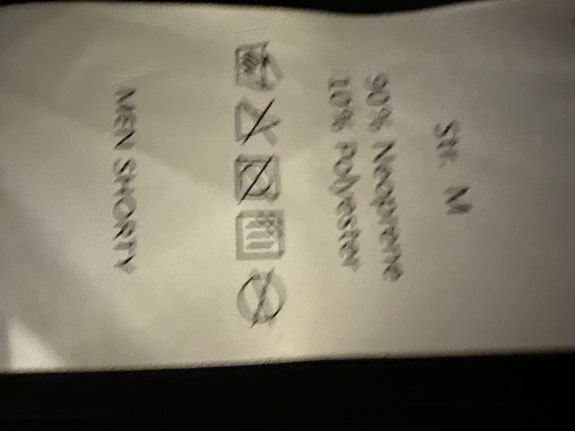 Str. M
90% Neoprene
10% Polyester
MEN SHORTY